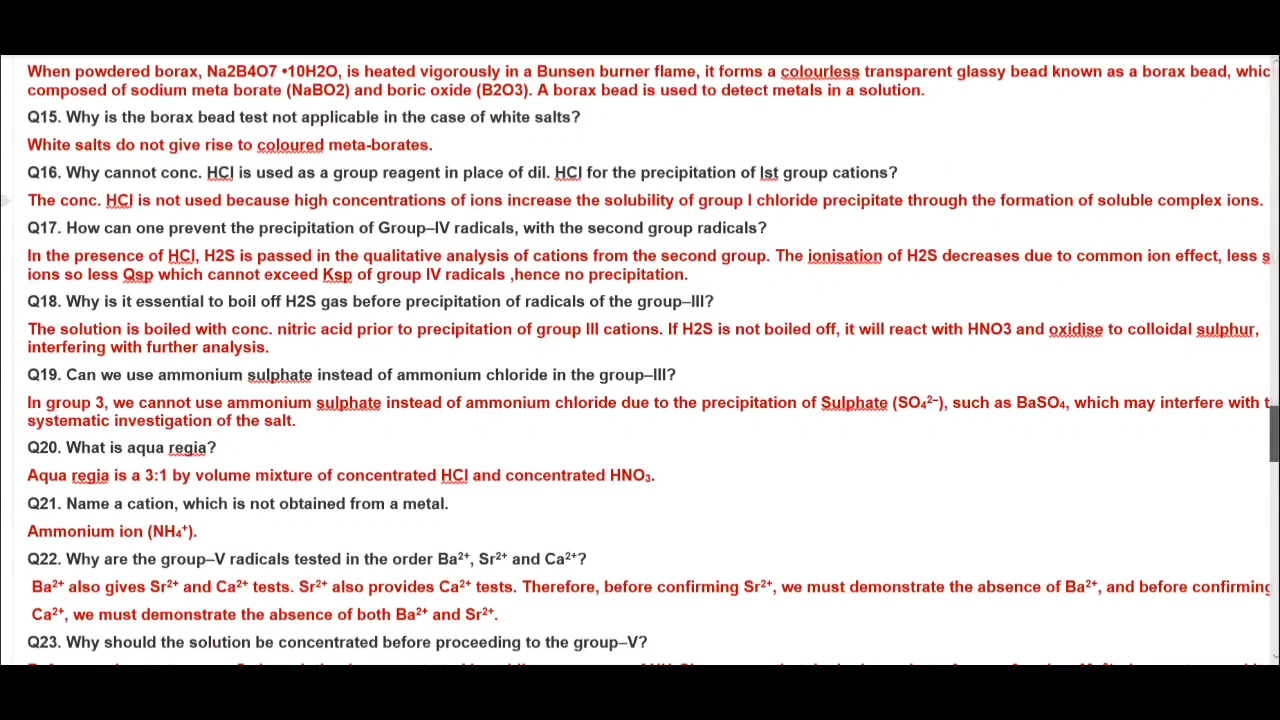 When powdered borax, Na2B4O7 •10H2O, is heated vigorously in a Bunsen burner flame, it forms a colourless transparent glassy bead known as a borax bead, whic
composed of sodium meta borate (NaBO2) and boric oxide (B2O3). A borax bead is used to detect metals in a solution.
Q15. Why is the borax bead test not applicable in the case of white salts?
White salts do not give rise to coloured meta-borates.
Q16. Why cannot conc. HCl is used as a group reagent in place of dil. HCl for the precipitation of Ist group cations?
The conc. HCl is not used because high concentrations of ions increase the solubility of group I chloride precipitate through the formation of soluble complex ions.
Q17. How can one prevent the precipitation of Group–IV radicals, with the second group radicals?
In the presence of HCl, H2S is passed in the qualitative analysis of cations from the second group. The ionisation of H2S decreases due to common ion effect, less s
ions so less Qsp which cannot exceed Ksp of group IV radicals ,hence no precipitation.
Q18. Why is it essential to boil off H2S gas before precipitation of radicals of the group–III?
The solution is boiled with conc. nitric acid prior to precipitation of group III cations. If H2S is not boiled off, it will react with HNO3 and oxidise to colloidal sulphur,
interfering with further analysis.
Q19. Can we use ammonium sulphate instead of ammonium chloride in the group–III?
In group 3, we cannot use ammonium sulphate instead of ammonium chloride due to the precipitation of Sulphate (SO₄²⁻), such as BaSO₄, which may interfere with t
systematic investigation of the salt.
Q20. What is aqua regia?
Aqua regia is a 3:1 by volume mixture of concentrated HCl and concentrated HNO₃.
Q21. Name a cation, which is not obtained from a metal.
Ammonium ion (NH₄⁺).
Q22. Why are the group–V radicals tested in the order Ba²⁺, Sr²⁺ and Ca²⁺?
Ba²⁺ also gives Sr²⁺ and Ca²⁺ tests. Sr²⁺ also provides Ca²⁺ tests. Therefore, before confirming Sr²⁺, we must demonstrate the absence of Ba²⁺, and before confirming
Ca²⁺, we must demonstrate the absence of both Ba²⁺ and Sr²⁺.
Q23. Why should the solution be concentrated before proceeding to the group–V?